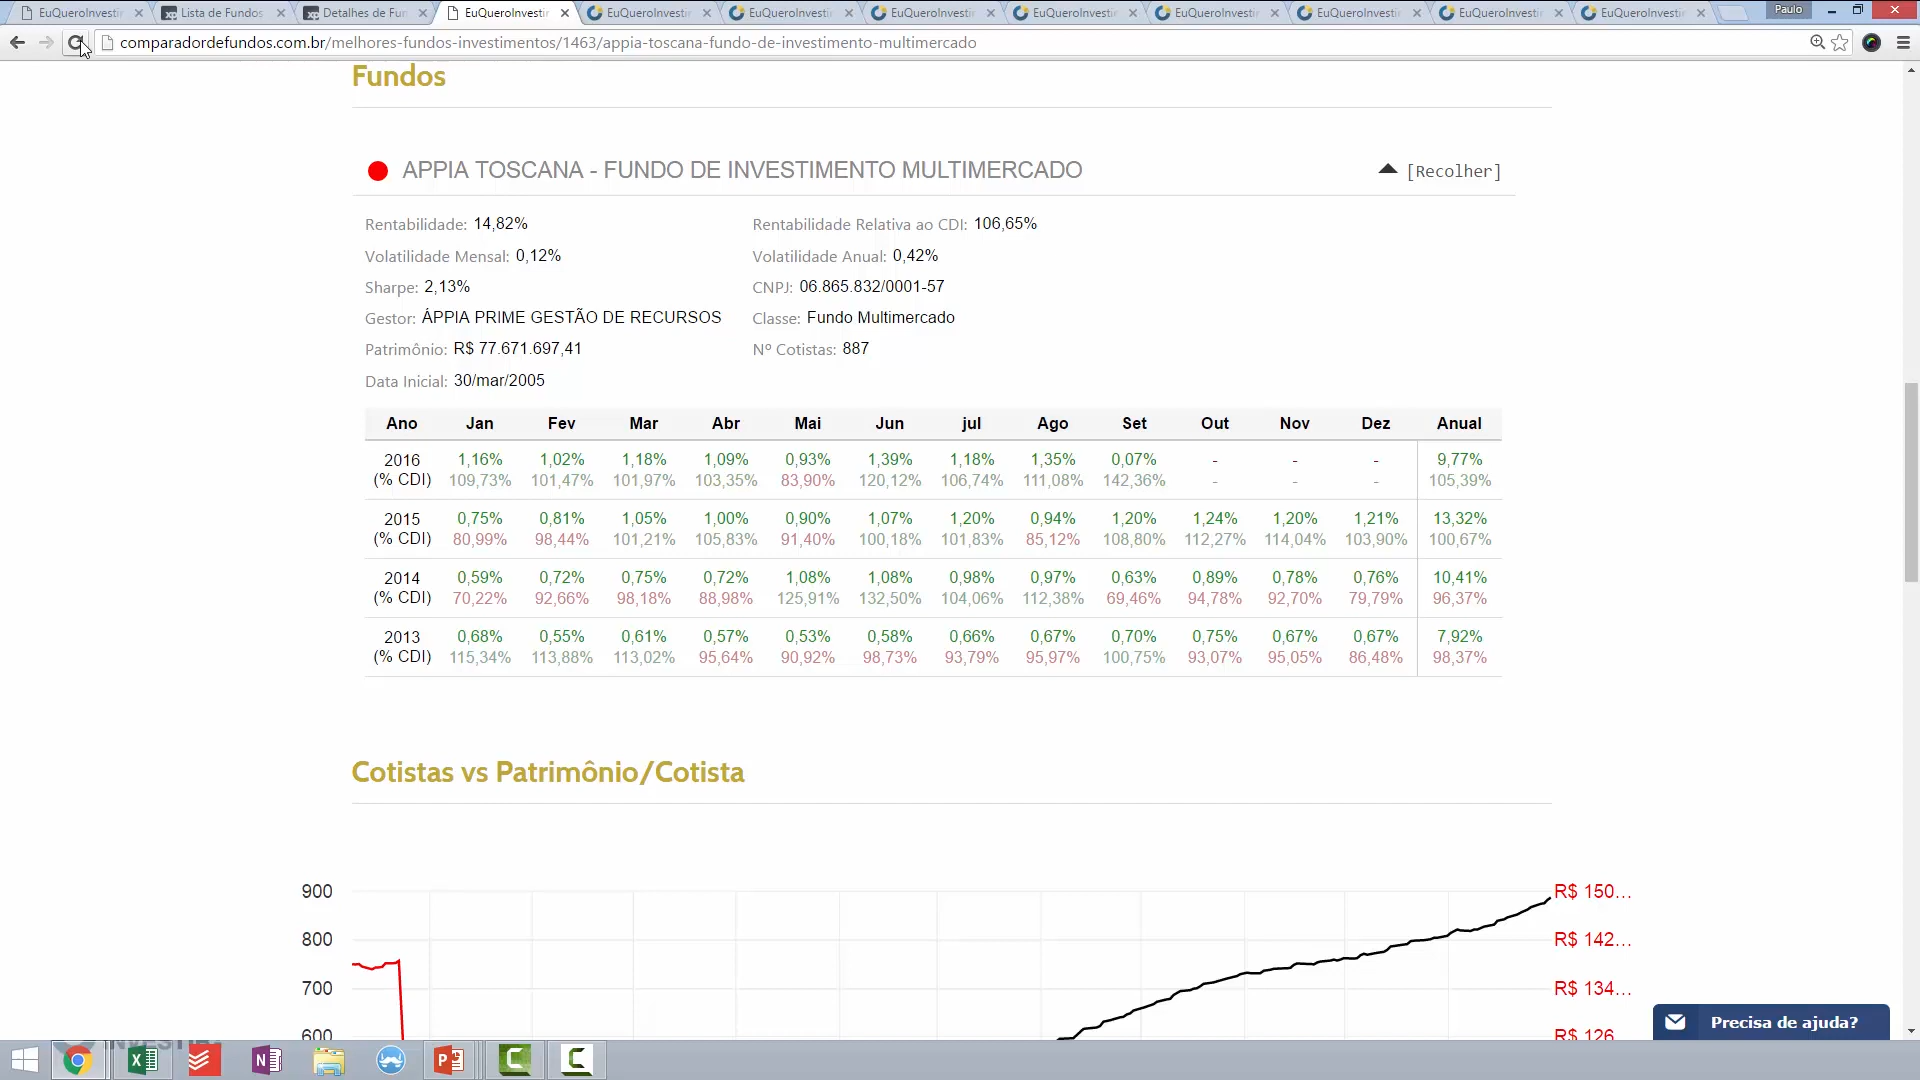 EuQueroInvesti
Lista de Fundos
Detalhes de Fun
EuQueroInvesti
EuQueroInvesti
EuQueroInvesti
EuQueroInvesti
EuQueroInvesti
EuQueroInvesti
EuQueroInvesti
EuQueroInvesti
EuQueroInvesti
Paulo
comparadordefundos.com.br/melhores-fundos-investimentos/1463/appia-toscana-fundo-de-investimento-multimercado
Fundos
APPIA TOSCANA - FUNDO DE INVESTIMENTO MULTIMERCADO
[Recolher]
Rentabilidade: 14,82%
Rentabilidade Relativa ao CDI: 106,65%
Volatilidade Mensal: 0,12%
Volatilidade Anual: 0,42%
Sharpe: 2,13%
CNPJ: 06.865.832/0001-57
Gestor: ÁPPIA PRIME GESTÃO DE RECURSOS
Classe: Fundo Multimercado
Patrimônio: R$ 77.671.697,41
Nº Cotistas: 887
Data Inicial: 30/mar/2005
Ano Jan Fev Mar Abr Mai Jun jul Ago Set Out Nov Dez Anual
2016 1,16% 1,02% 1,18% 1,09% 0,93% 1,39% 1,18% 1,35% 0,07% - - - 9,77%
(% CDI) 109,73% 101,47% 101,97% 103,35% 83,90% 120,12% 106,74% 111,08% 142,36% - - - 105,39%
2015 0,75% 0,81% 1,05% 1,00% 0,90% 1,07% 1,20% 0,94% 1,20% 1,24% 1,20% 1,21% 13,32%
(% CDI) 80,99% 98,44% 101,21% 105,83% 91,40% 100,18% 101,83% 85,12% 108,80% 112,27% 114,04% 103,90% 100,67%
2014 0,59% 0,72% 0,75% 0,72% 1,08% 1,08% 0,98% 0,97% 0,63% 0,89% 0,78% 0,76% 10,41%
(% CDI) 70,22% 92,66% 98,18% 88,98% 125,91% 132,50% 104,06% 112,38% 69,46% 94,78% 92,70% 79,79% 96,37%
2013 0,68% 0,55% 0,61% 0,57% 0,53% 0,58% 0,66% 0,67% 0,70% 0,75% 0,67% 0,67% 7,92%
(% CDI) 115,34% 113,88% 113,02% 95,64% 90,92% 98,73% 93,79% 95,97% 100,75% 93,07% 95,05% 86,48% 98,37%
Cotistas vs Patrimônio/Cotista
900
R$ 150...
800
R$ 142...
700
R$ 134...
600
R$ 126
Precisa de ajuda?